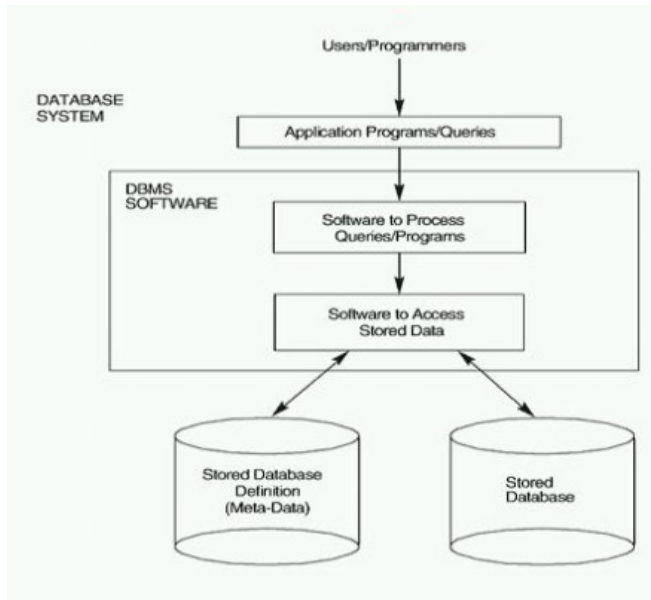 Users/Programmers
DATABASE
SYSTEM
Application Programs/Queries
DBMS
SOFTWARE
Software to Process
Queries/Programs
Software to Access
Stored Data
Stored Database
Definition
(Meta-Data)
Stored
Database